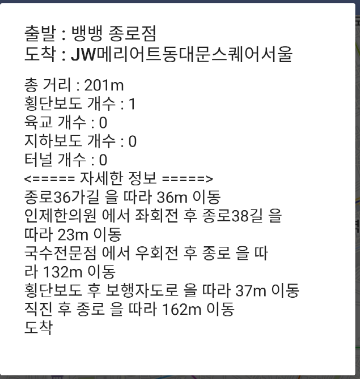 출발 : 뱅뱅 종로점
도착 : JW메리어트동대문스퀘어서울
총 거리 : 201m
횡단보도 개수 : 1
육교 개수 : 0
지하보도 개수 : 0
터널 개수 : 0
<===== 자세한 정보 =====>
종로36가길 을 따라 36m 이동
인제한의원 에서 좌회전 후 종로38길 을
따라 23m 이동
국수전문점 에서 우회전 후 종로 을 따
라 132m 이동
횡단보도 후 보행자도로 을 따라 37m 이동
직진 후 종로 을 따라 162m 이동
도착